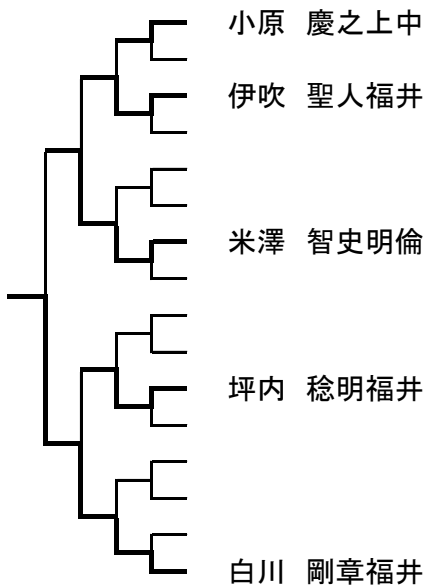 小原 慶之上中
伊吹 聖人福井
米澤 智史明倫
坪内 稔明福井
白川 剛章福井